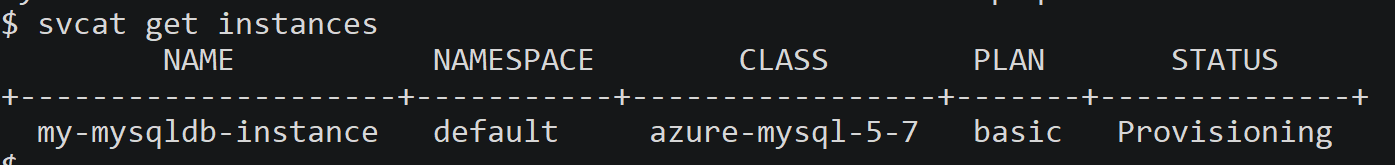 $ svcat get instances
NAME NAMESPACE CLASS PLAN STATUS
+---------------------+-----------+-----------------+-------+--------------+
my-mysqldb-instance default azure-mysql-5-7 basic Provisioning
$